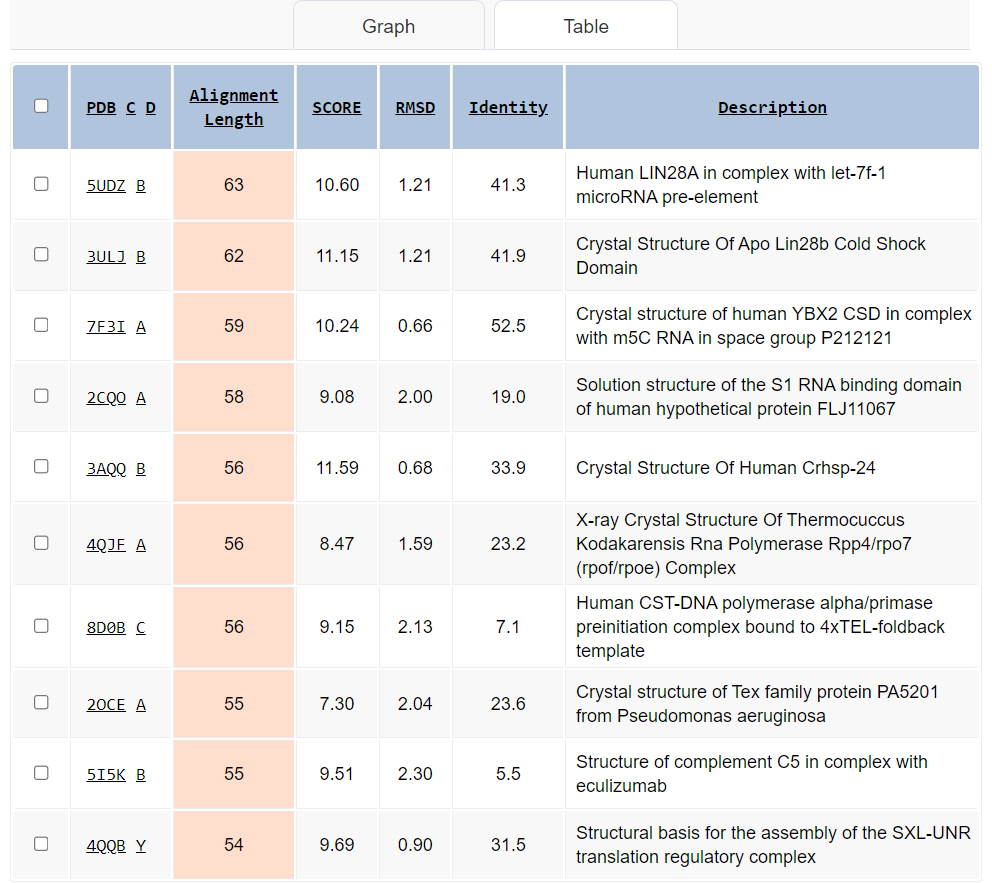 Graph Table
PDB C D Alignment Length SCORE RMSD Identity Description
5UDZ B 63 10.60 1.21 41.3 Human LIN28A in complex with let-7f-1
microRNA pre-element
3ULJ B 62 11.15 1.21 41.9 Crystal Structure Of Apo Lin28b Cold Shock
Domain
7F3I A 59 10.24 0.66 52.5 Crystal structure of human YBX2 CSD in complex
with m5C RNA in space group P212121
2CQO A 58 9.08 2.00 19.0 Solution structure of the S1 RNA binding domain
of human hypothetical protein FLJ11067
3AQQ B 56 11.59 0.68 33.9 Crystal Structure Of Human Crhsp-24
4QJF A 56 8.47 1.59 23.2 X-ray Crystal Structure Of Thermocuccus
Kodakarensis Rna Polymerase Rpp4/rpo7
(rpof/rpoe) Complex
8D0B C 56 9.15 2.13 7.1 Human CST-DNA polymerase alpha/primase
preinitiation complex bound to 4xTEL-foldback
template
2OCE A 55 7.30 2.04 23.6 Crystal structure of Tex family protein PA5201
from Pseudomonas aeruginosa
5I5K B 55 9.51 2.30 5.5 Structure of complement C5 in complex with
eculizumab
4QQB Y 54 9.69 0.90 31.5 Structural basis for the assembly of the SXL-UNR
translation regulatory complex